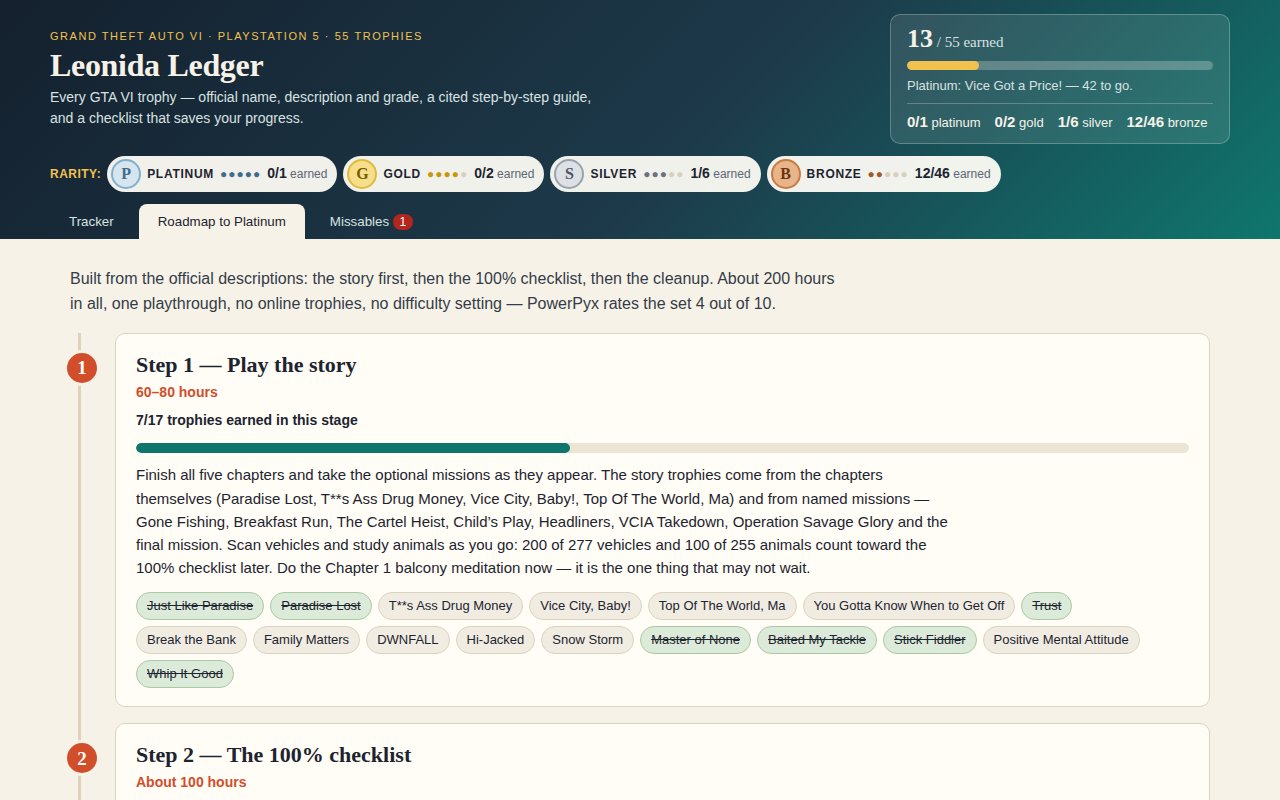 GRAND THEFT AUTO VI · PLAYSTATION 5 · 55 TROPHIES
Leonida Ledger
Every GTA VI trophy — official name, description and grade, a cited step-by-step guide,
and a checklist that saves your progress.
13 / 55 earned
Platinum: Vice Got a Price! — 42 to go.
0/1 platinum 0/2 gold 1/6 silver 12/46 bronze
RARITY: P PLATINUM ●●●●● 0/1 earned G GOLD ●●●●● 0/2 earned S SILVER ●●●●● 1/6 earned B BRONZE ●●●●● 12/46 earned
Tracker Roadmap to Platinum Missables 1
Built from the official descriptions: the story first, then the 100% checklist, then the cleanup. About 200 hours
in all, one playthrough, no online trophies, no difficulty setting — PowerPyx rates the set 4 out of 10.
1
Step 1 — Play the story
60–80 hours
7/17 trophies earned in this stage
Finish all five chapters and take the optional missions as they appear. The story trophies come from the chapters
themselves (Paradise Lost, T**s Ass Drug Money, Vice City, Baby!, Top Of The World, Ma) and from named missions —
Gone Fishing, Breakfast Run, The Cartel Heist, Child’s Play, Headliners, VCIA Takedown, Operation Savage Glory and the
final mission. Scan vehicles and study animals as you go: 200 of 277 vehicles and 100 of 255 animals count toward the
100% checklist later. Do the Chapter 1 balcony meditation now — it is the one thing that may not wait.
Just Like Paradise Paradise Lost T**s Ass Drug Money Vice City, Baby! Top Of The World, Ma You Gotta Know When to Get Off Trust
Break the Bank Family Matters DWNFALL Hi-Jacked Snow Storm Master of None Baited My Tackle Stick Fiddler Positive Mental Attitude
Whip It Good
2
Step 2 — The 100% checklist
About 100 hours